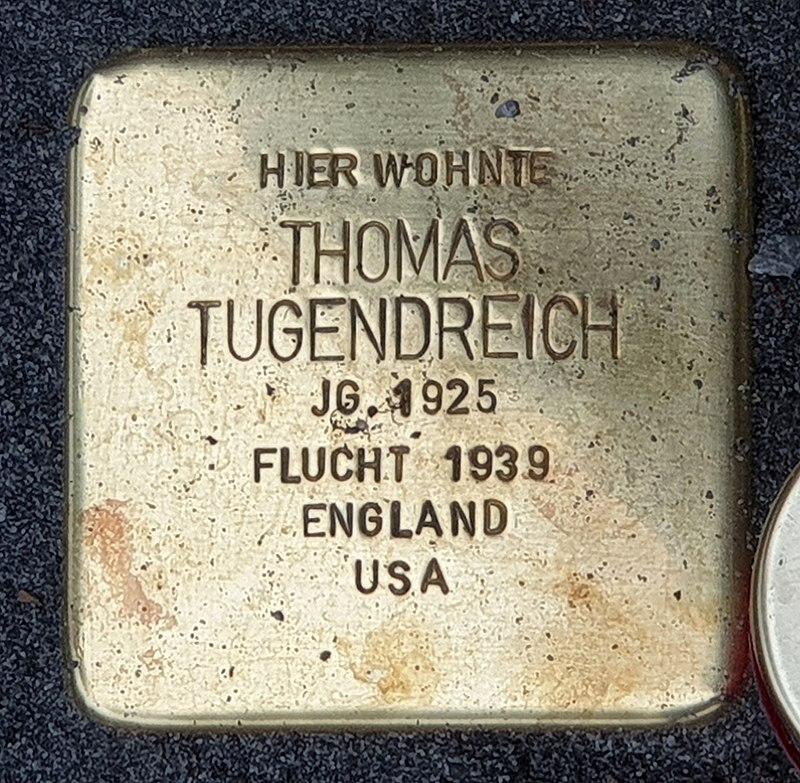 HIER WOHNTE
THOMAS
TUGENDREICH
JG. 1925
FLUCHT 1939
ENGLAND
USA